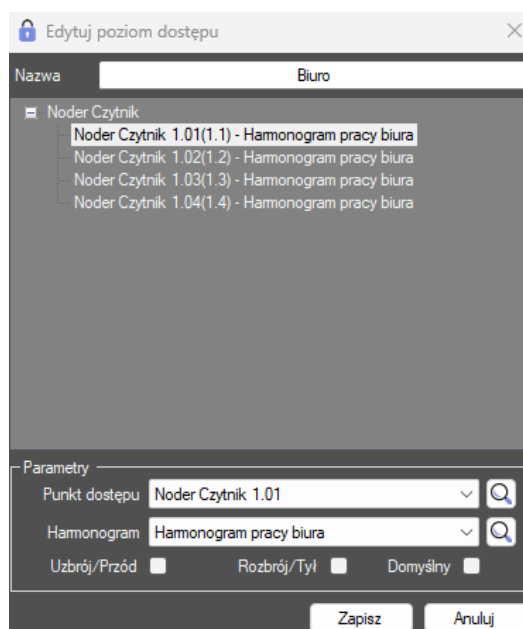 Edytuj poziom dostępu
Nazwa Biuro
Noder Czytnik
Noder Czytnik 1.01(1.1) - Harmonogram pracy biura
Noder Czytnik 1.02(1.2) - Harmonogram pracy biura
Noder Czytnik 1.03(1.3) - Harmonogram pracy biura
Noder Czytnik 1.04(1.4) - Harmonogram pracy biura
Parametry
Punkt dostępu Noder Czytnik 1.01
Harmonogram Harmonogram pracy biura
Uzbrój/Przód Rozbrój/Tył Domyślny
Zapisz Anuluj